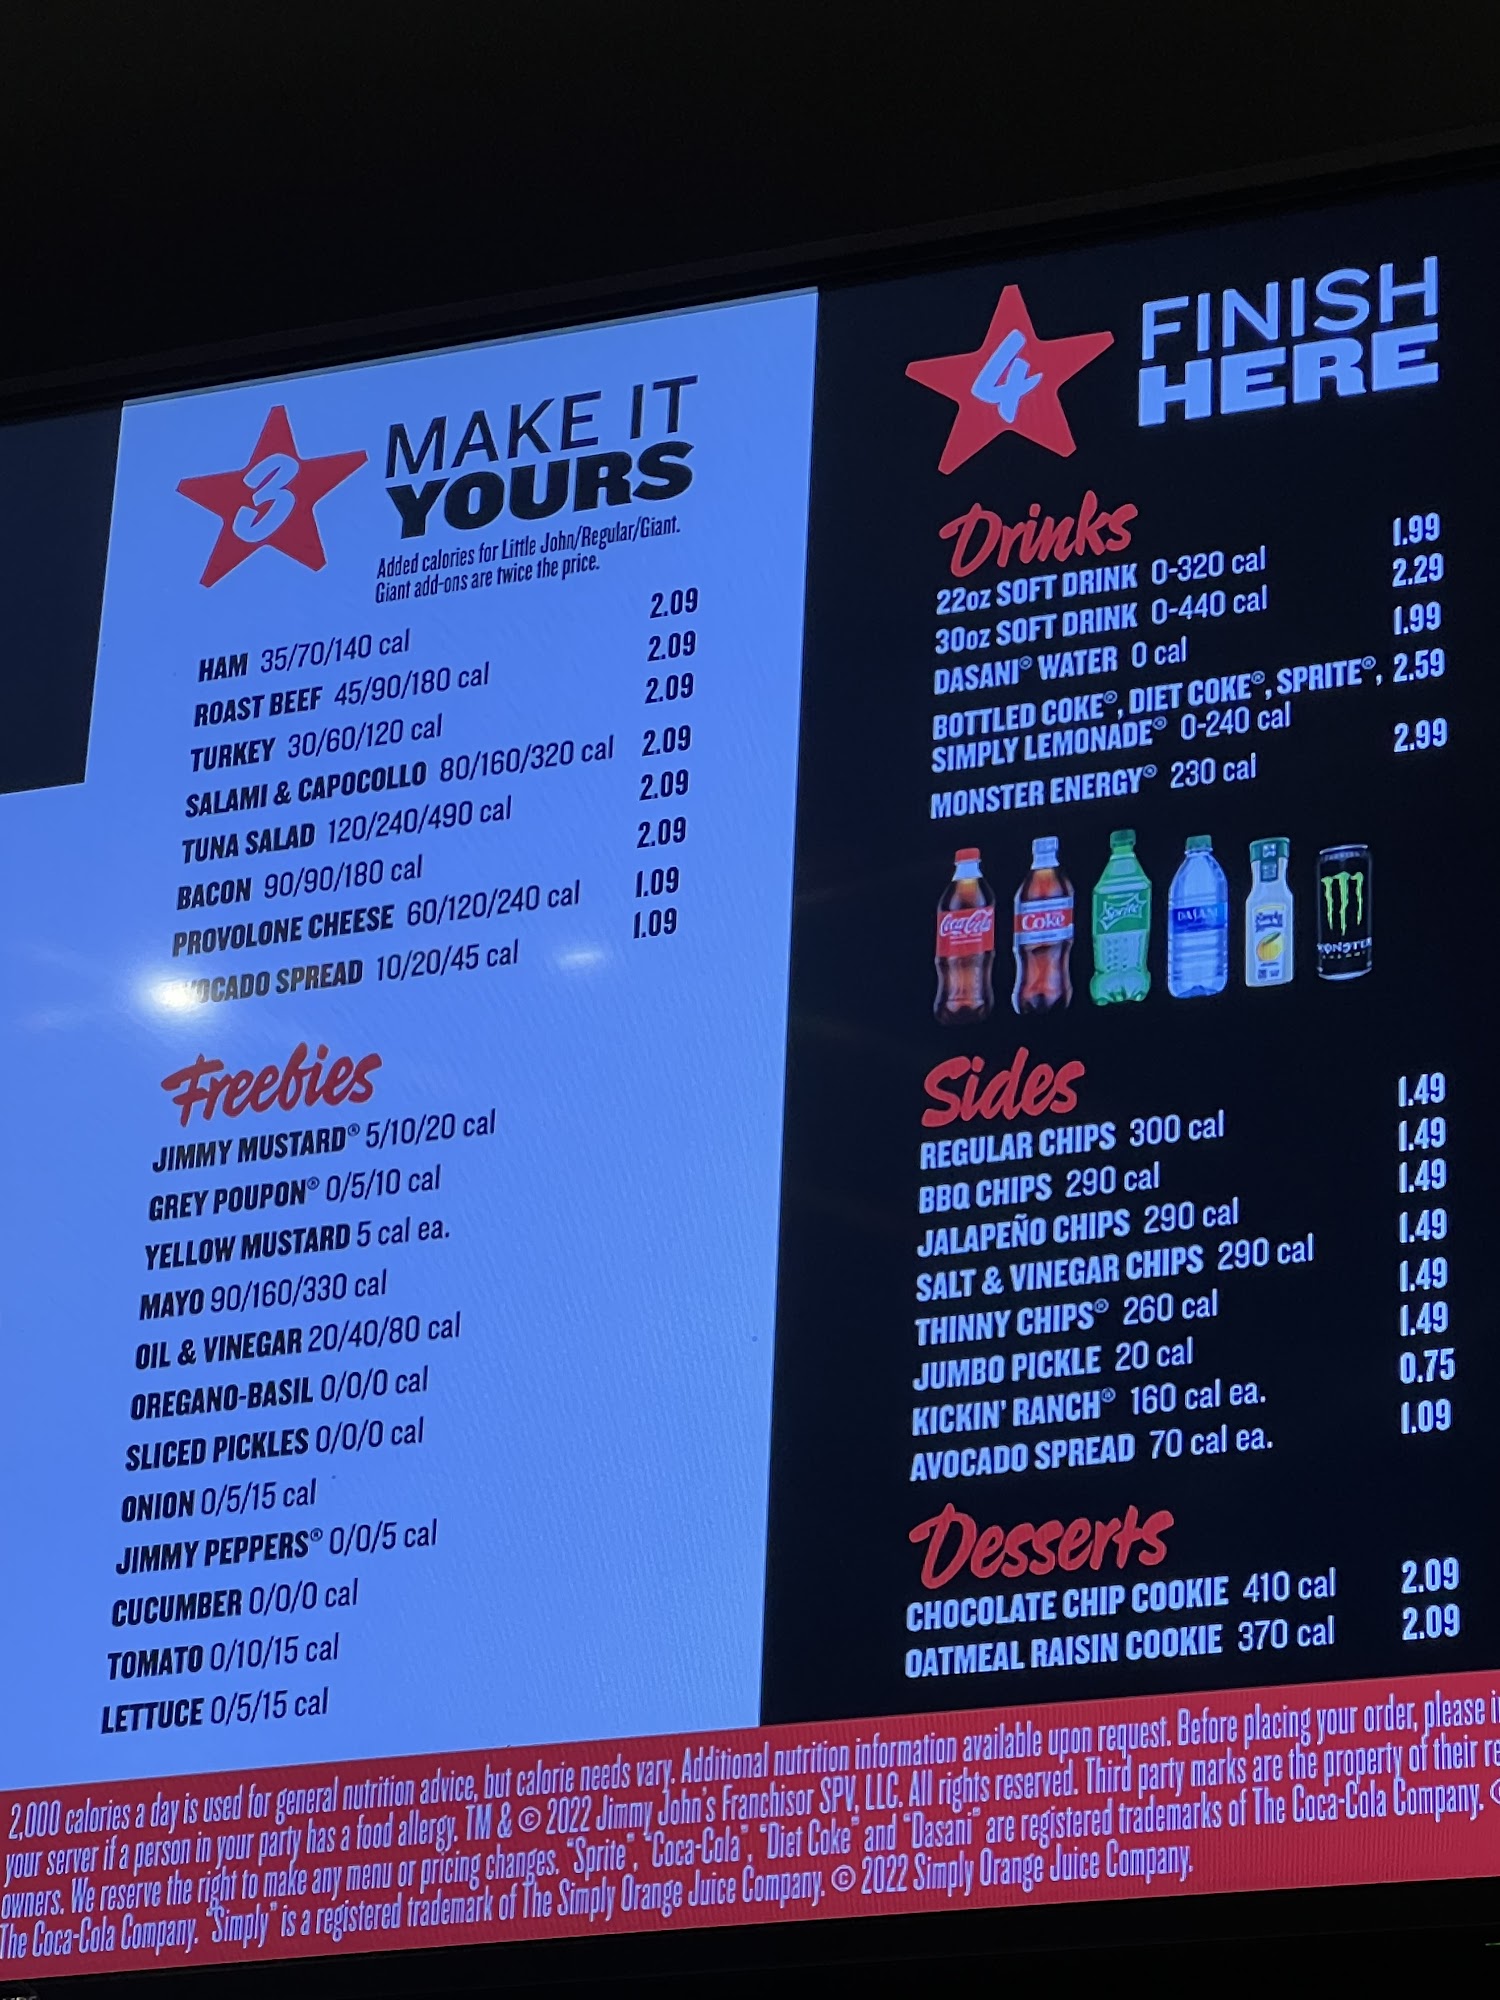 3
MAKE IT
YOURS
Added calories for Little John/Regular/Giant.
Giant add-ons are twice the price.
HAM 35/70/140 cal 2.09
ROAST BEEF 45/90/180 cal 2.09
TURKEY 30/60/120 cal 2.09
SALAMI & CAPOCOLLO 80/160/320 cal 2.09
TUNA SALAD 120/240/490 cal 2.09
BACON 90/90/180 cal 2.09
PROVOLONE CHEESE 60/120/240 cal 1.09
AVOCADO SPREAD 10/20/45 cal 1.09
Freebies
JIMMY MUSTARD® 5/10/20 cal
GREY POUPON® 0/5/10 cal
YELLOW MUSTARD 5 cal ea.
MAYO 90/160/330 cal
OIL & VINEGAR 20/40/80 cal
OREGANO-BASIL 0/0/0 cal
SLICED PICKLES 0/0/0 cal
ONION 0/5/15 cal
JIMMY PEPPERS® 0/0/5 cal
CUCUMBER 0/0/0 cal
TOMATO 0/10/15 cal
LETTUCE 0/5/15 cal
4
FINISH
HERE
Drinks
22oz SOFT DRINK 0-320 cal 1.99
30oz SOFT DRINK 0-440 cal 2.29
DASANI® WATER 0 cal 1.99
BOTTLED COKE®, DIET COKE®, SPRITE®, 2.59
SIMPLY LEMONADE® 0-240 cal
MONSTER ENERGY® 230 cal 2.99
Coca-Cola Coke Sprite DASANI Simply MONSTER
Sides
REGULAR CHIPS 300 cal 1.49
BBQ CHIPS 290 cal 1.49
JALAPEÑO CHIPS 290 cal 1.49
SALT & VINEGAR CHIPS 290 cal 1.49
THINNY CHIPS® 260 cal 1.49
JUMBO PICKLE 20 cal 1.49
KICKIN' RANCH® 160 cal ea. 0.75
AVOCADO SPREAD 70 cal ea. 1.09
Desserts
CHOCOLATE CHIP COOKIE 410 cal 2.09
OATMEAL RAISIN COOKIE 370 cal 2.09
2,000 calories a day is used for general nutrition advice, but calorie needs vary. Additional nutrition information available upon request. Before placing your order, please i
your server if a person in your party has a food allergy. TM & © 2022 Jimmy John's Franchisor SPV, LLC. All rights reserved. Third party marks are the property of their re
owners. We reserve the right to make any menu or pricing changes. "Sprite", "Coca-Cola", "Diet Coke" and "Dasani" are registered trademarks of The Coca-Cola Company. ©
The Coca-Cola Company. "Simply" is a registered trademark of The Simply Orange Juice Company. © 2022 Simply Orange Juice Company.